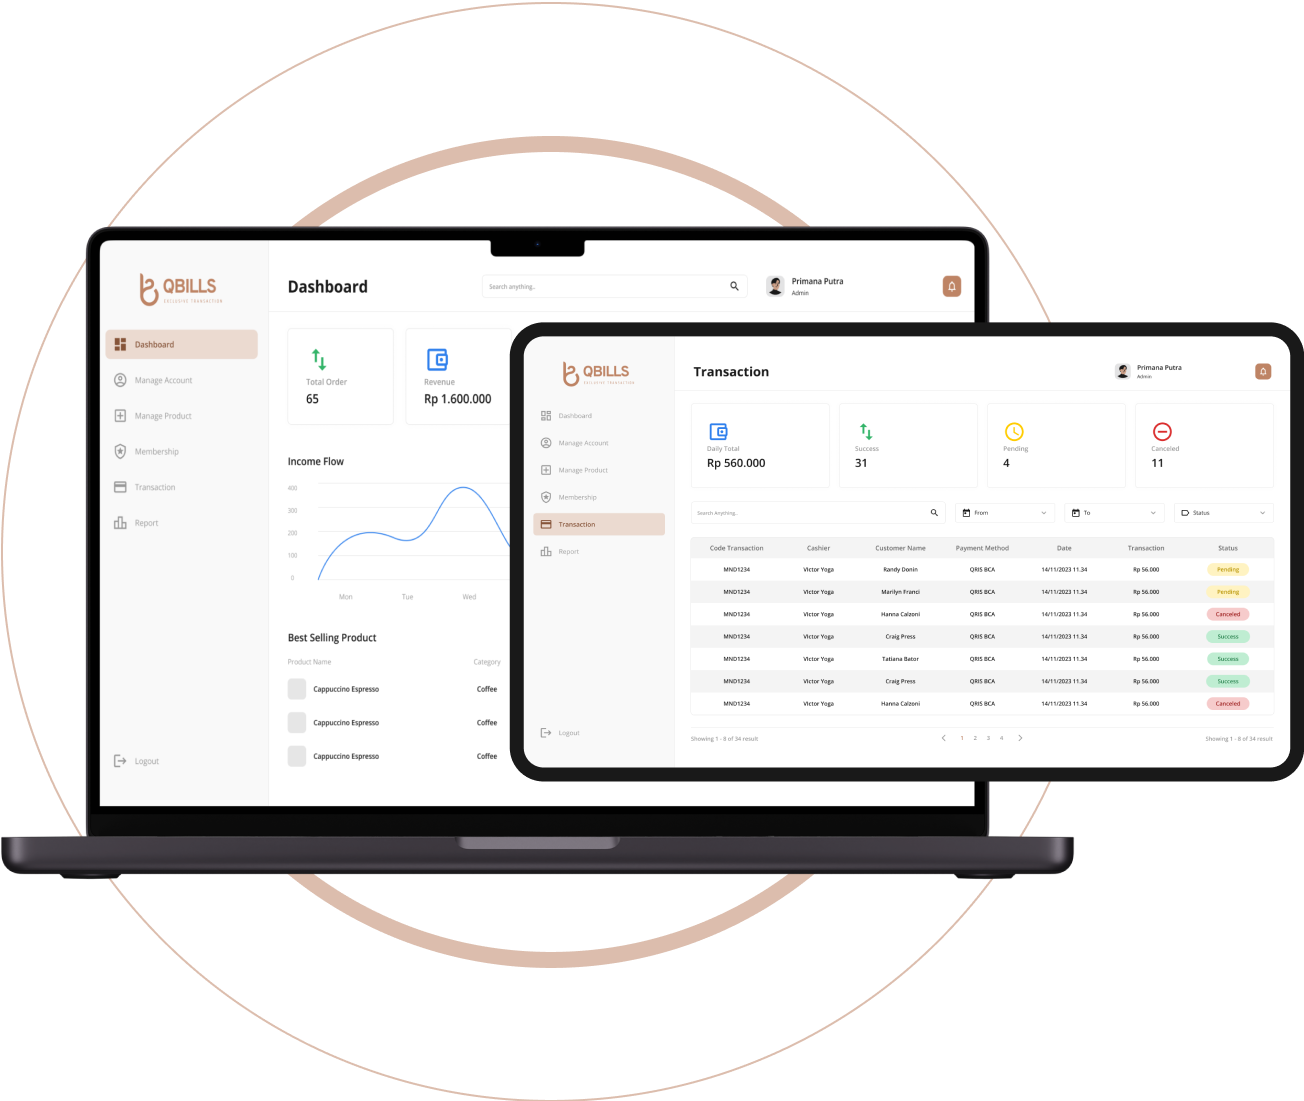 QBILLS
EXCLUSIVE TRANSACTION
Dashboard
Manage Account
Manage Product
Membership
Transaction
Report
Logout
Dashboard
Search anything..
Primana Putra
Admin
Total Order
65
Revenue
Rp 1.600.000
Income Flow
400
300
200
100
0
Mon Tue Wed
Best Selling Product
Product Name Category
Cappuccino Espresso Coffee
Cappuccino Espresso Coffee
Cappuccino Espresso Coffee
QBILLS
EXCLUSIVE TRANSACTION
Dashboard
Manage Account
Manage Product
Membership
Transaction
Report
Logout
Transaction
Primana Putra
Admin
Daily Total
Rp 560.000
Success
31
Pending
4
Canceled
11
Search Anything.. From To Status
Code Transaction Cashier Customer Name Payment Method Date Transaction Status
MND1234 Victor Yoga Randy Donin QRIS BCA 14/11/2023 11.34 Rp 56.000 Pending
MND1234 Victor Yoga Marilyn Franci QRIS BCA 14/11/2023 11.34 Rp 56.000 Pending
MND1234 Victor Yoga Hanna Calzoni QRIS BCA 14/11/2023 11.34 Rp 56.000 Canceled
MND1234 Victor Yoga Craig Press QRIS BCA 14/11/2023 11.34 Rp 56.000 Success
MND1234 Victor Yoga Tatiana Bator QRIS BCA 14/11/2023 11.34 Rp 56.000 Success
MND1234 Victor Yoga Craig Press QRIS BCA 14/11/2023 11.34 Rp 56.000 Success
MND1234 Victor Yoga Hanna Calzoni QRIS BCA 14/11/2023 11.34 Rp 56.000 Canceled
Showing 1 - 8 of 34 result 1 2 3 4 Showing 1 - 8 of 34 result